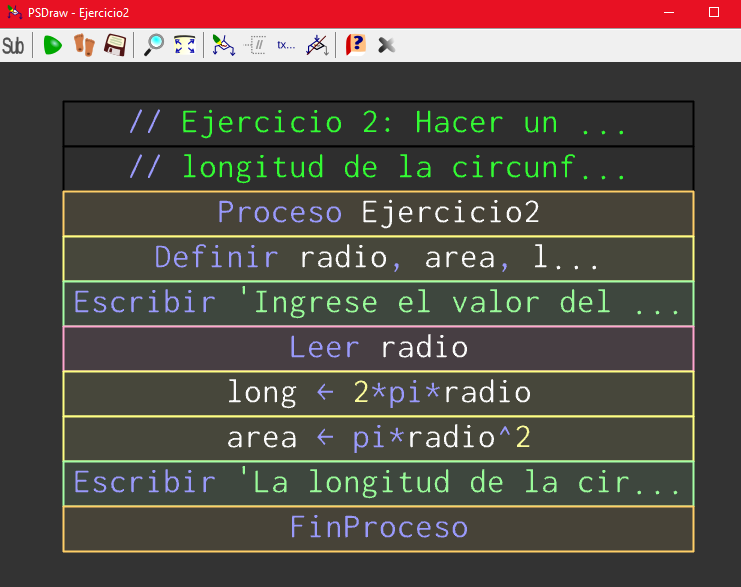 PSDraw - Ejercicio2
Sub // tx... ?
// Ejercicio 2: Hacer un ...
// longitud de la circunf...
Proceso Ejercicio2
Definir radio, area, l...
Escribir 'Ingrese el valor del ...
Leer radio
long ← 2*pi*radio
area ← pi*radio^2
Escribir 'La longitud de la cir...
FinProceso